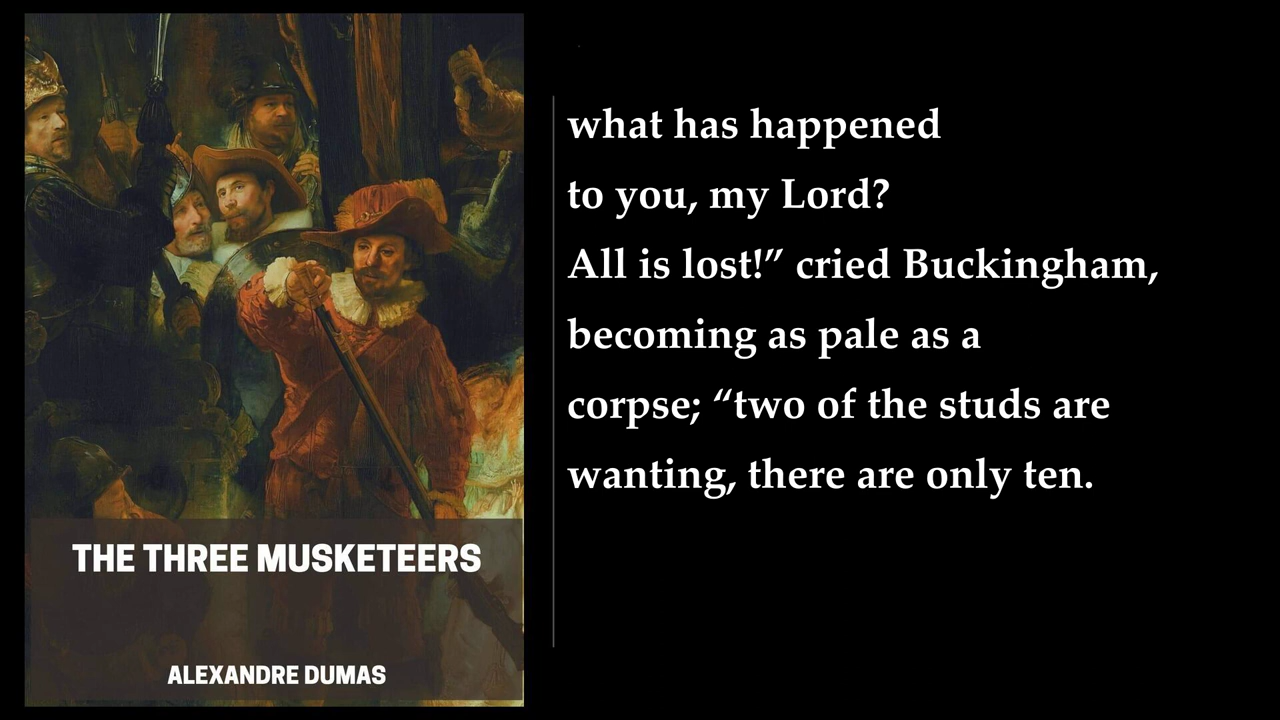 THE THREE MUSKETEERS
ALEXANDRE DUMAS
what has happened
to you, my Lord?
All is lost!” cried Buckingham,
becoming as pale as a
corpse; “two of the studs are
wanting, there are only ten.